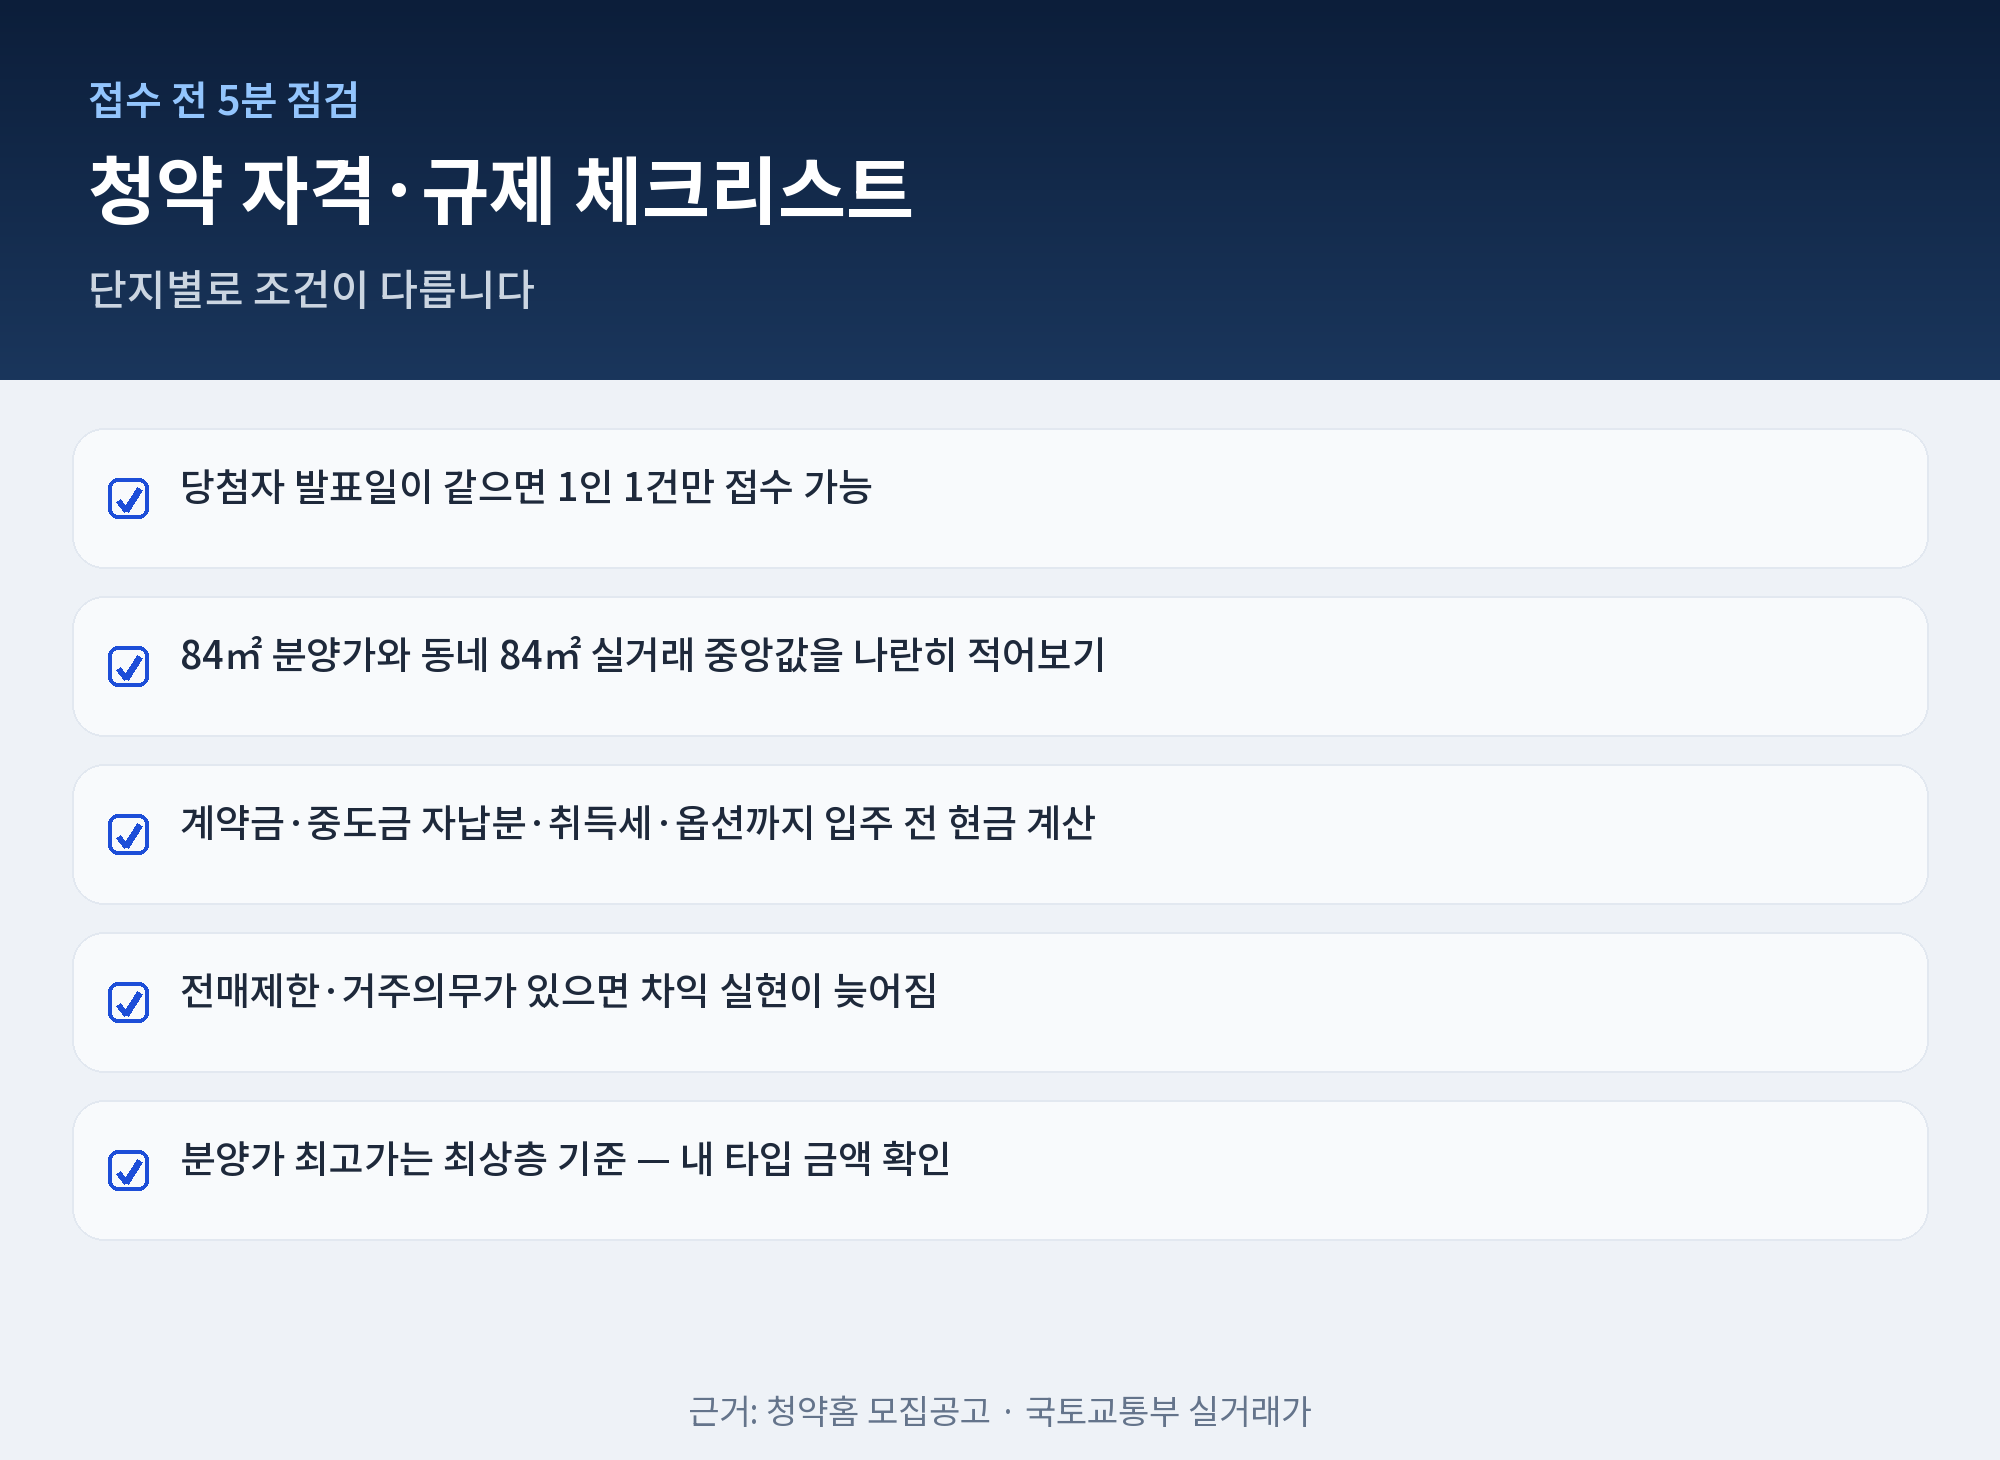 접수 전 5분 점검
청약 자격·규제 체크리스트
단지별로 조건이 다릅니다
당첨자 발표일이 같으면 1인 1건만 접수 가능
84㎡ 분양가와 동네 84㎡ 실거래 중앙값을 나란히 적어보기
계약금·중도금 자납분·취득세·옵션까지 입주 전 현금 계산
전매제한·거주의무가 있으면 차익 실현이 늦어짐
분양가 최고가는 최상층 기준 — 내 타입 금액 확인
근거: 청약홈 모집공고 · 국토교통부 실거래가